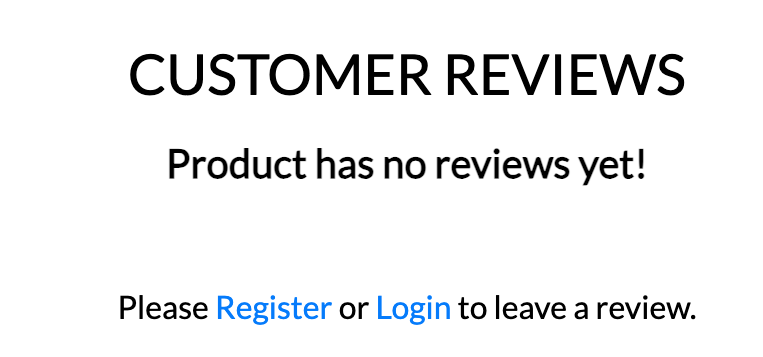 CUSTOMER REVIEWS
Product has no reviews yet!
Please Register or Login to leave a review.